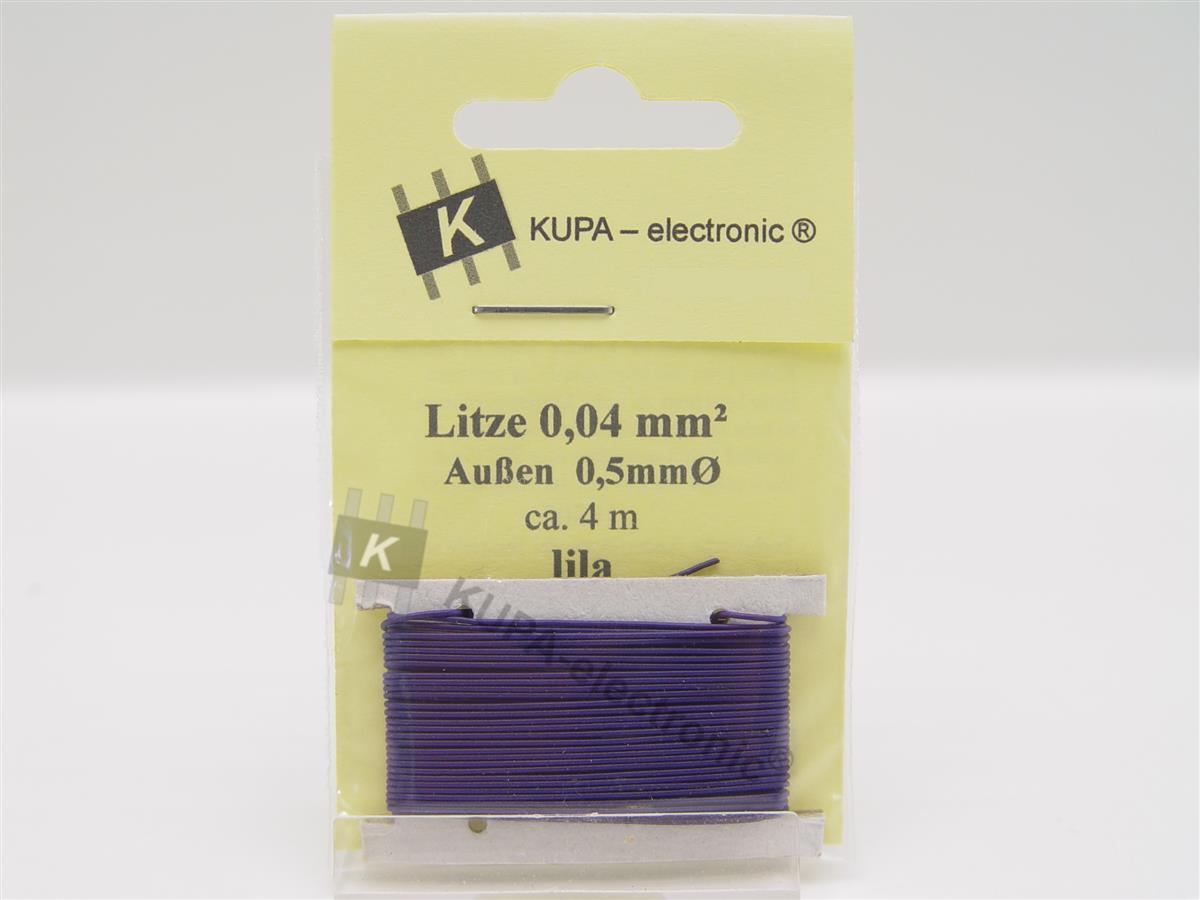 K KUPA – electronic ®
Litze 0,04 mm²
Außen 0,5mmØ
ca. 4 m
lila
K
KUPA-electronic®